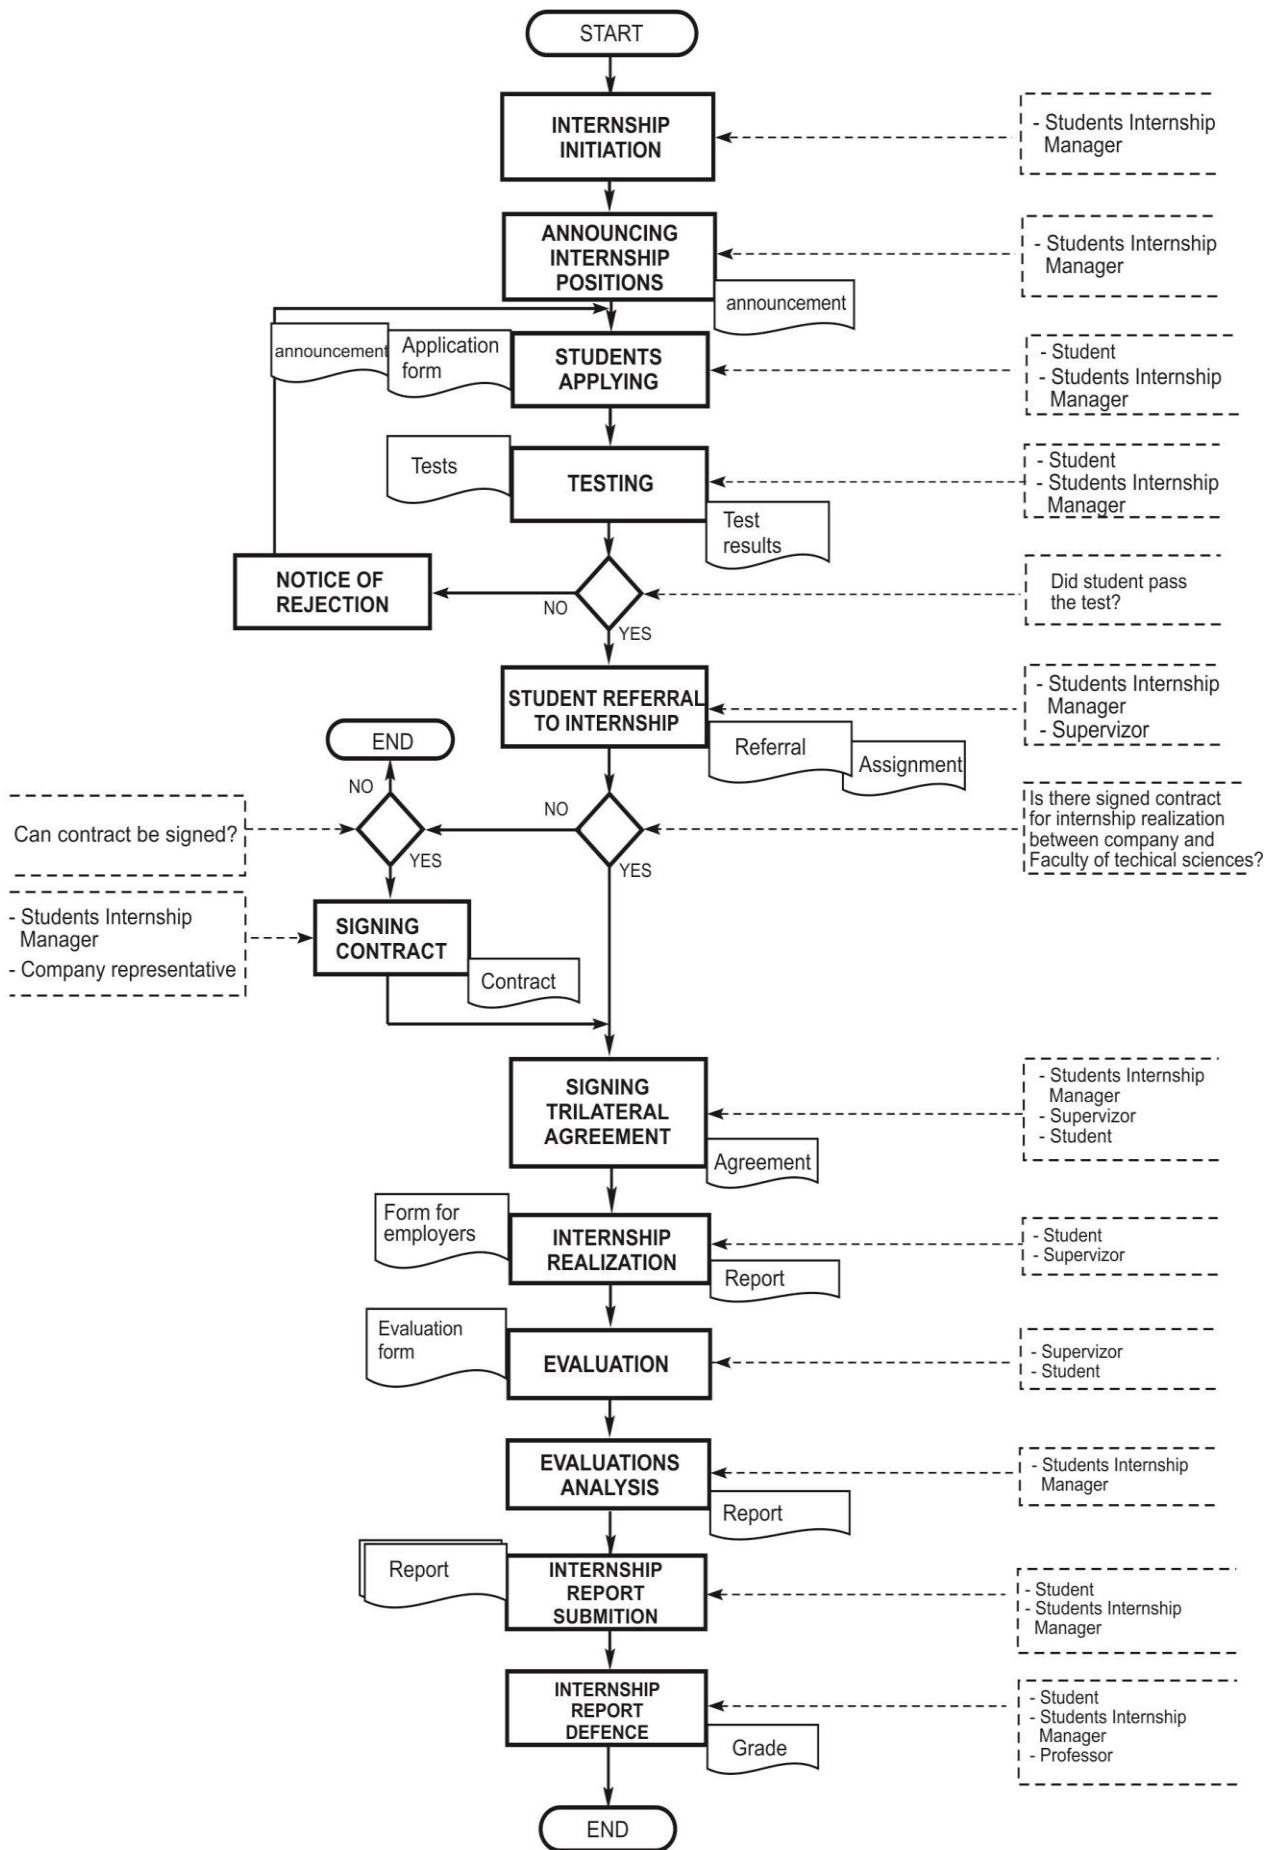 START
INTERNSHIP
INITIATION
- Students Internship
Manager
ANNOUNCING
INTERNSHIP
POSITIONS
announcement
- Students Internship
Manager
announcement
Application
form
STUDENTS
APPLYING
- Student
- Students Internship
Manager
Tests
TESTING
Test
results
- Student
- Students Internship
Manager
NOTICE OF
REJECTION
NO
YES
Did student pass
the test?
STUDENT REFERRAL
TO INTERNSHIP
Referral
Assignment
- Students Internship
Manager
- Supervizor
END
NO
YES
Can contract be signed?
NO
YES
Is there signed contract
for internship realization
between company and
Faculty of techical sciences?
- Students Internship
Manager
- Company representative
SIGNING
CONTRACT
Contract
SIGNING
TRILATERAL
AGREEMENT
Agreement
- Students Internship
Manager
- Supervizor
- Student
Form for
employers
INTERNSHIP
REALIZATION
Report
- Student
- Supervizor
Evaluation
form
EVALUATION
- Supervizor
- Student
EVALUATIONS
ANALYSIS
Report
- Students Internship
Manager
Report
INTERNSHIP
REPORT
SUBMITION
- Student
- Students Internship
Manager
INTERNSHIP
REPORT
DEFENCE
Grade
- Student
- Students Internship
Manager
- Professor
END